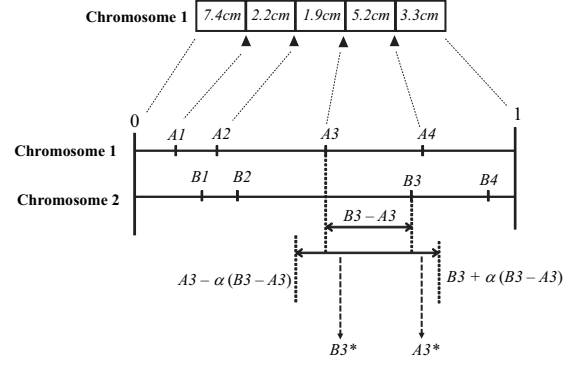 Chromosome 1 7.4cm 2.2cm 1.9cm 5.2cm 3.3cm
0 1
A1 A2 A3 A4
Chromosome 1
B1 B2 B3 B4
Chromosome 2
B3 – A3
A3 – α (B3 – A3) B3 + α (B3 – A3)
B3* A3*